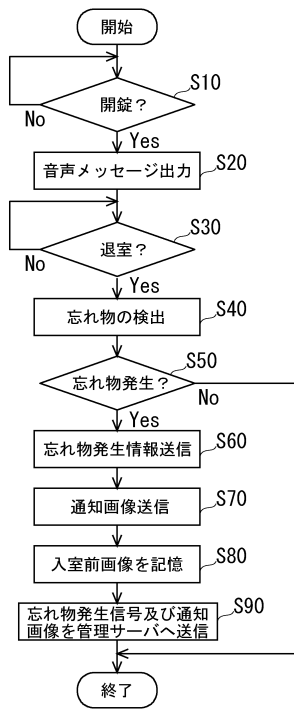 開始
開錠？
S10
No
Yes
音声メッセージ出力
S20
退室？
S30
No
Yes
忘れ物の検出
S40
忘れ物発生？
S50
No
Yes
忘れ物発生情報送信
S60
通知画像送信
S70
入室前画像を記憶
S80
忘れ物発生信号及び通知
画像を管理サーバへ送信
S90
終了